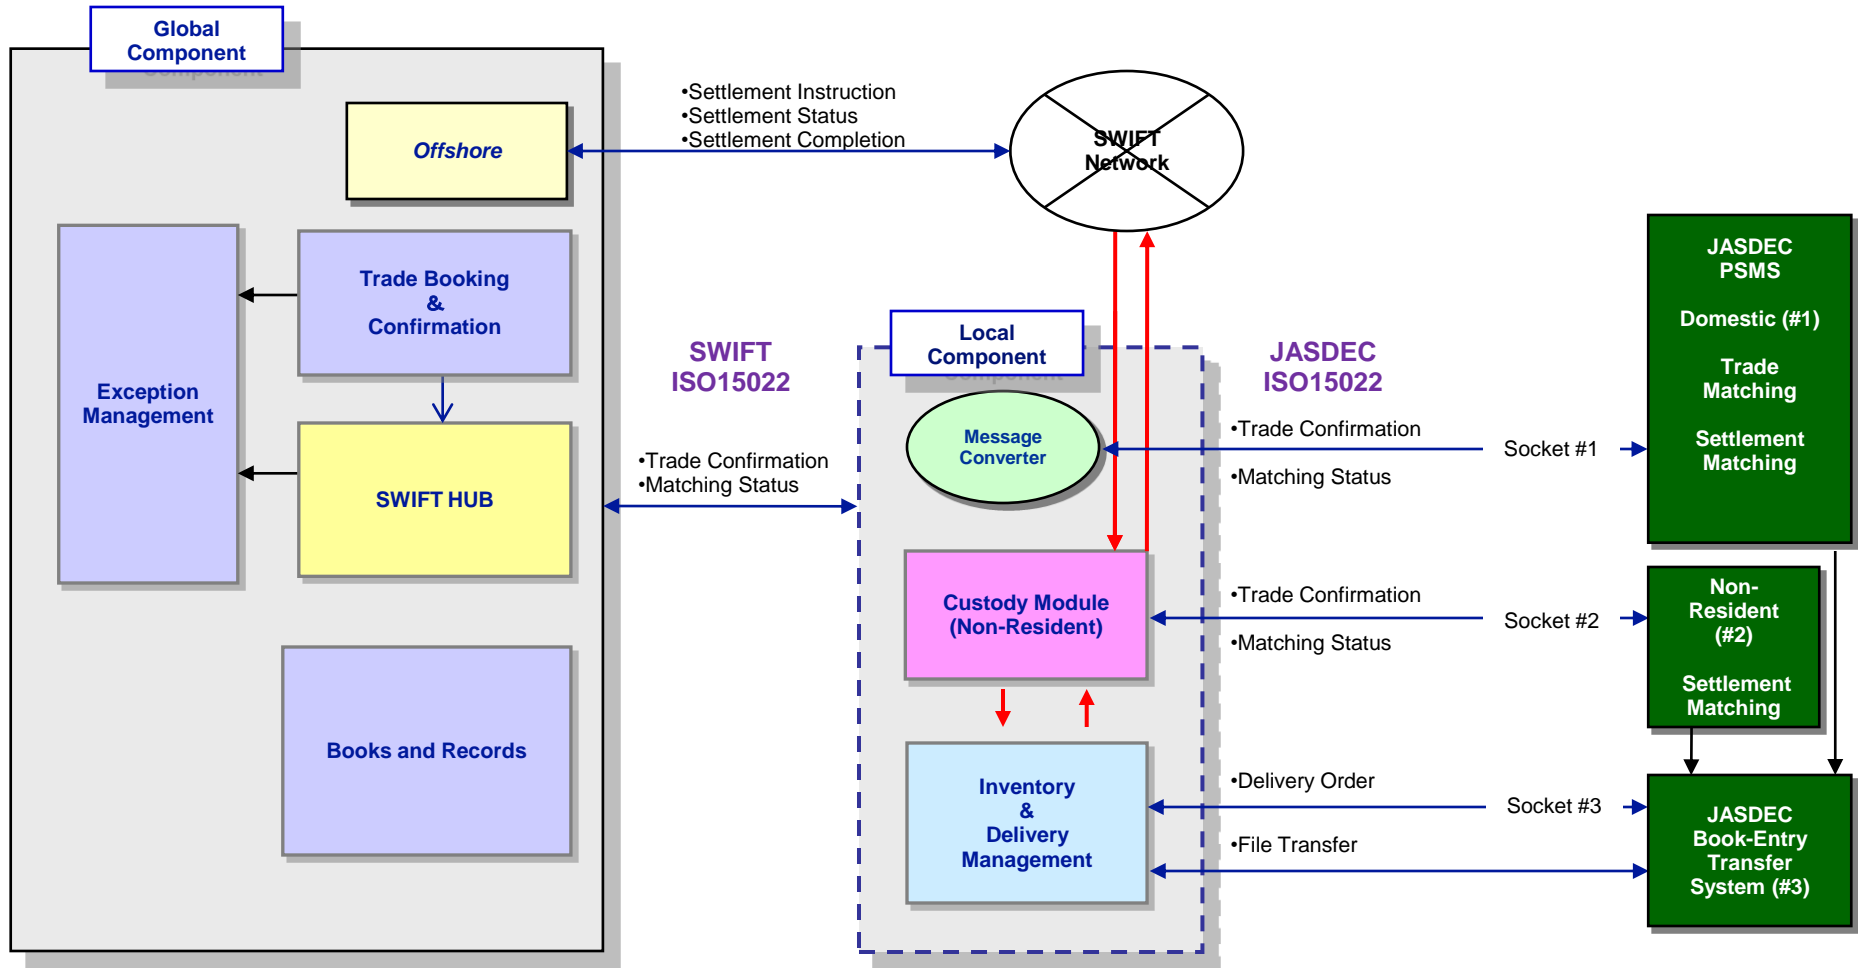 Global
Component
Offshore
Trade Booking
&
Confirmation
Exception
Management
SWIFT HUB
Books and Records
•Settlement Instruction
•Settlement Status
•Settlement Completion
SWIFT
Network
SWIFT
ISO15022
•Trade Confirmation
•Matching Status
Local
Component
Message
Converter
Custody Module
(Non-Resident)
Inventory
&
Delivery
Management
JASDEC
ISO15022
•Trade Confirmation
•Matching Status
Socket #1
•Trade Confirmation
•Matching Status
Socket #2
•Delivery Order
Socket #3
•File Transfer
JASDEC
PSMS
Domestic (#1)
Trade
Matching
Settlement
Matching
Non-
Resident
(#2)
Settlement
Matching
JASDEC
Book-Entry
Transfer
System (#3)